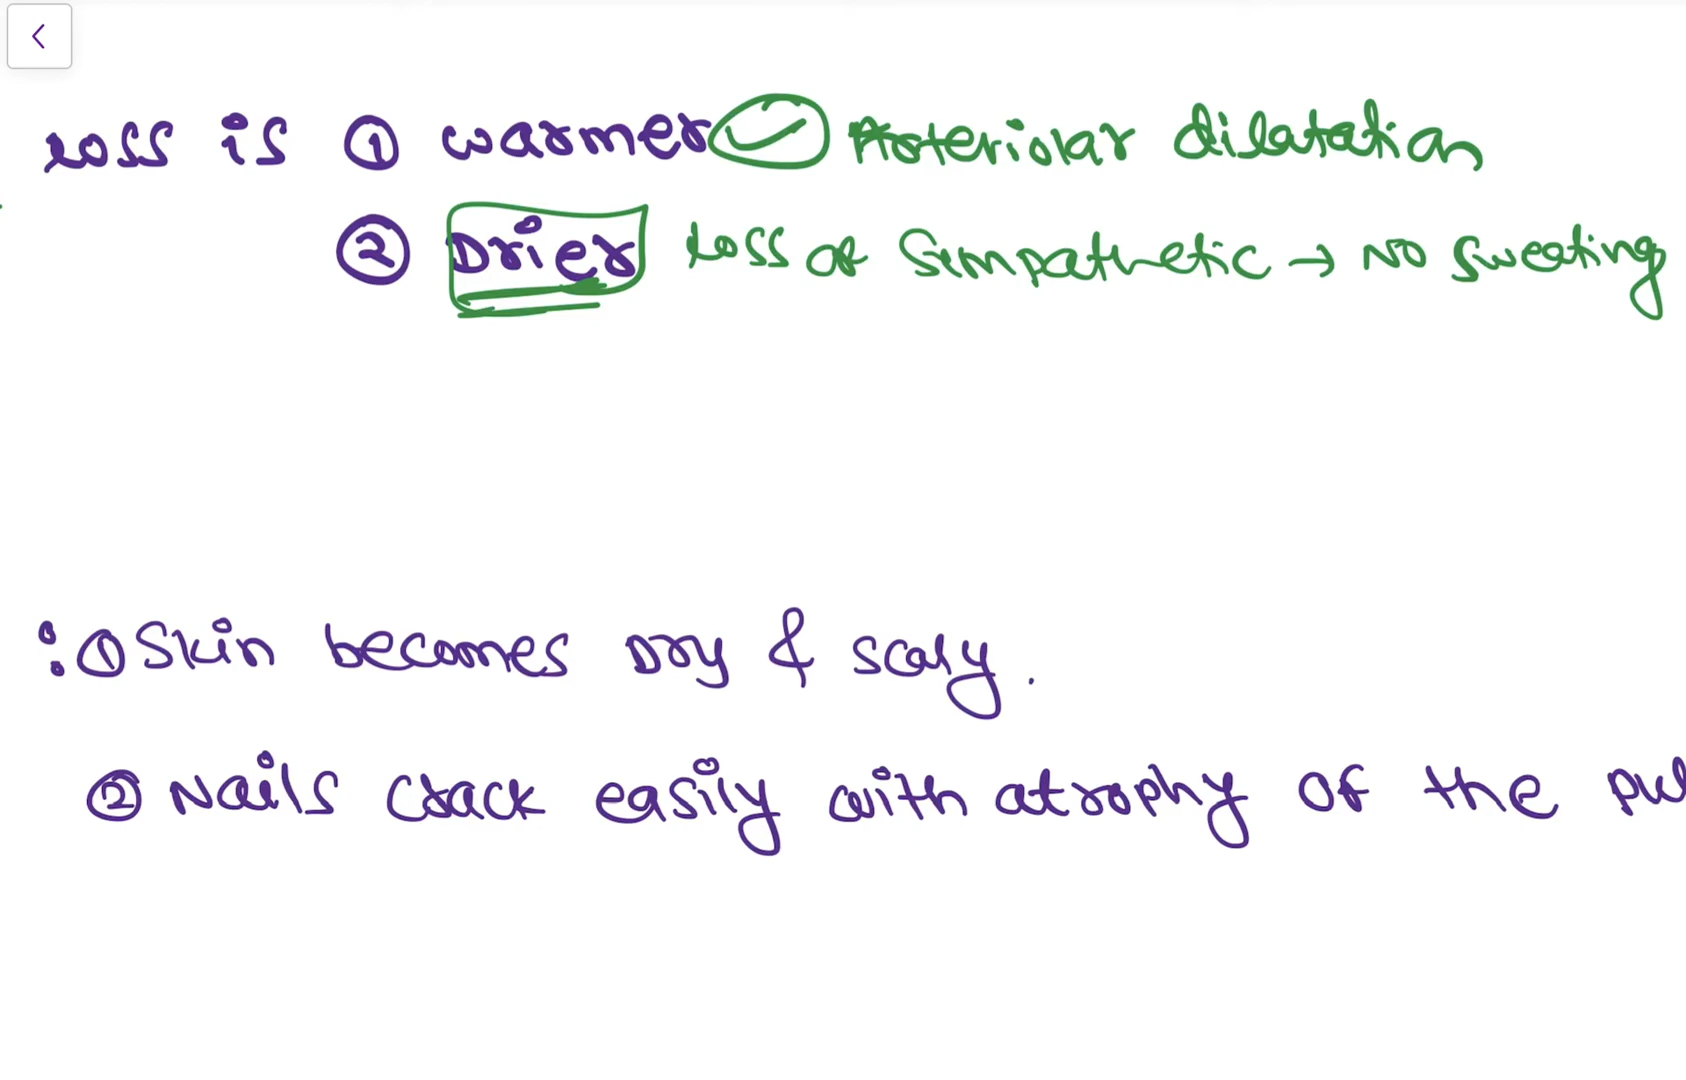 loss is ① warmer Arteriolar dilatation
② Drier loss of Sympathetic → No sweating
: ① Skin becomes Dry & scaly.
② Nails crack easily with atrophy of the